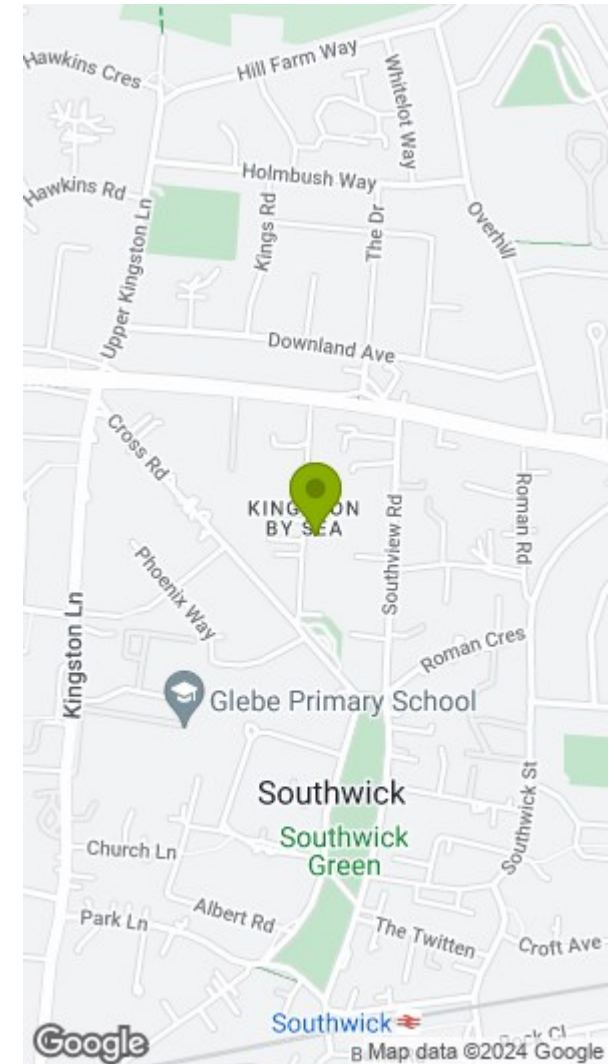 Hawkins Cres
Hill Farm Way
Whitelot Way
Holmbush Way
Hawkins Rd
Kings Rd
The Dr
Overhill
Upper Kingston Ln
Downland Ave
Cross Rd
KINGSTON
BY SEA
Roman Rd
Southview Rd
Phoenix Way
Kingston Ln
Roman Cres
Glebe Primary School
Southwick
Southwick St
Southwick
Green
Church Ln
Albert Rd
Park Ln
The Twitten
Croft Ave
Southwick
Google
Map data ©2024 Google